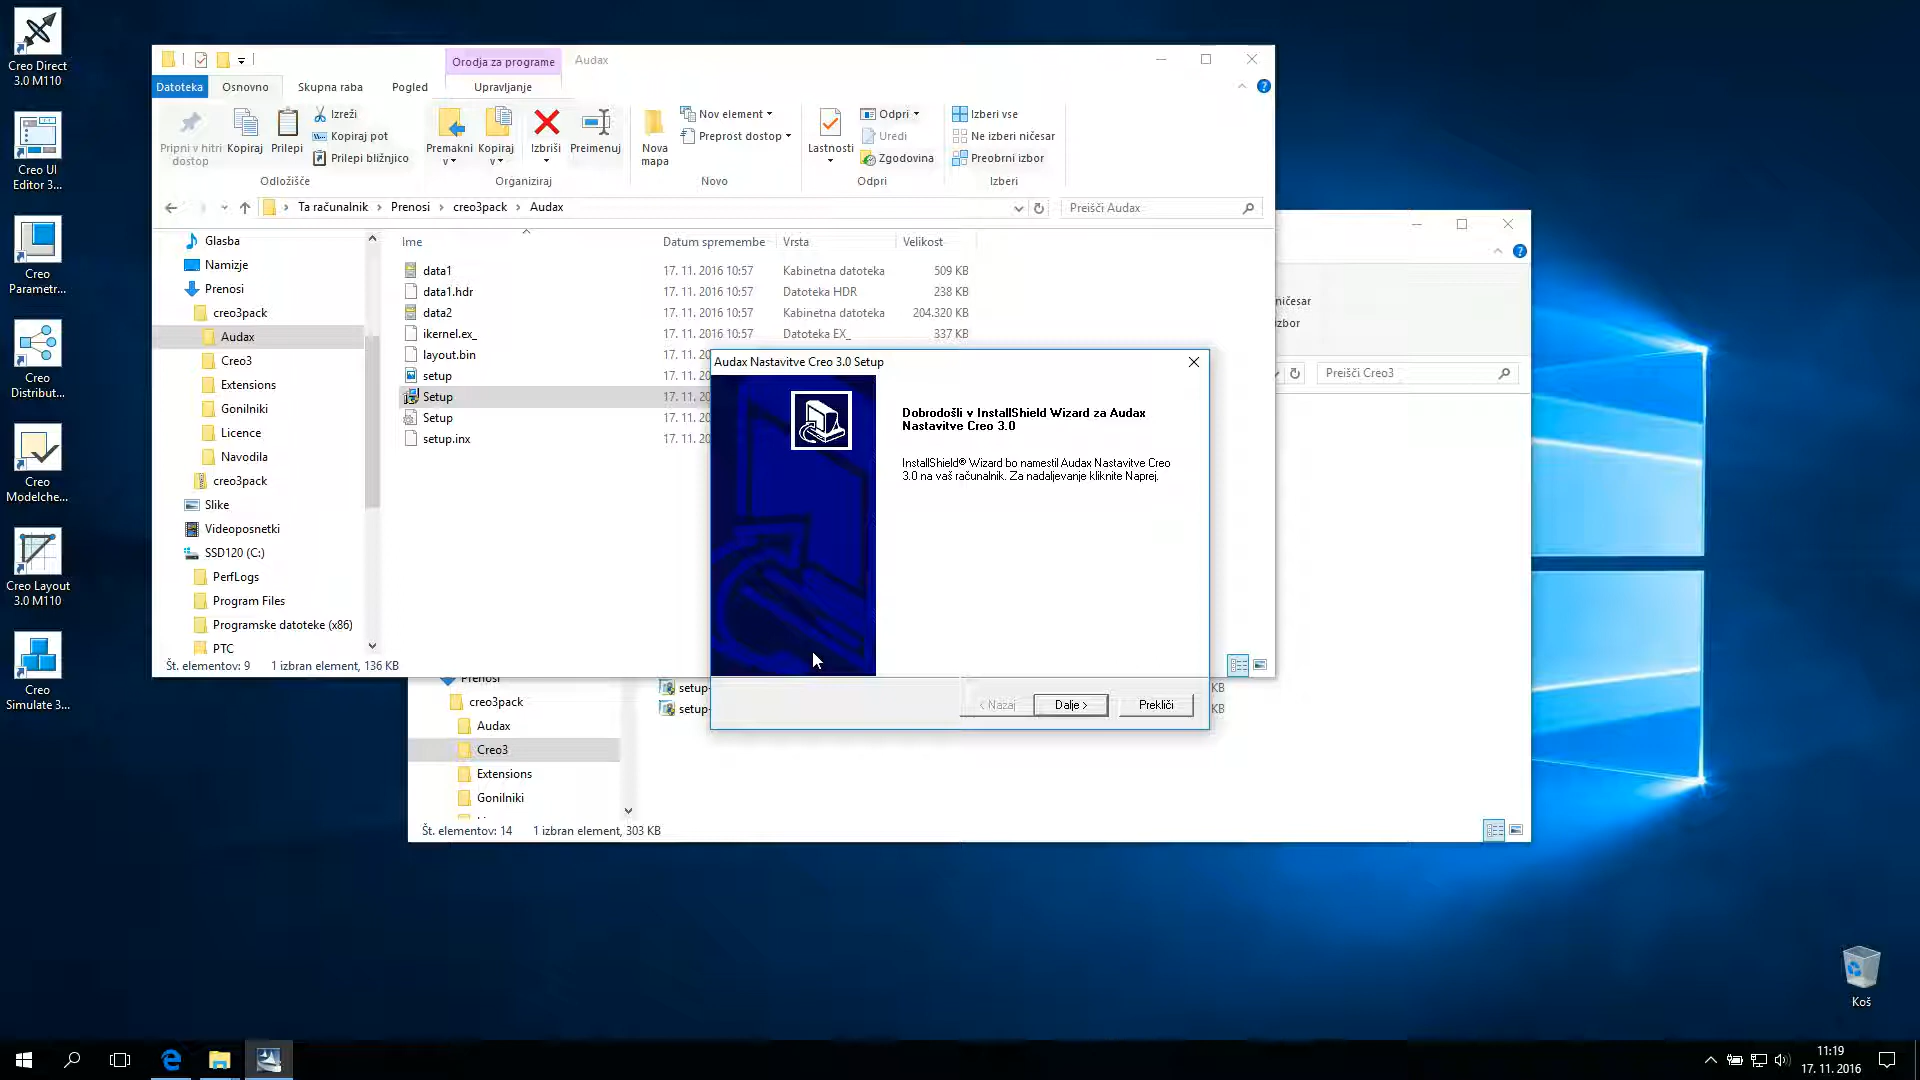 Creo Direct
3.0 M110
Creo UI
Editor 3...
Creo
Parametr...
Creo
Distribut...
Creo
Modelche...
Creo Layout
3.0 M110
Creo
Simulate 3...
Orodja za programe
Audax
Datoteka
Osnovno
Skupna raba
Pogled
Upravljanje
Pripni v hitri
dostop
Kopiraj
Prilepi
Izreži
Kopiraj pot
Prilepi bližnjico
Odložišče
Premakni
v
Kopiraj
v
Izbriši
Preimenuj
Organiziraj
Nova
mapa
Nov element
Preprost dostop
Novo
Lastnosti
Odpri
Uredi
Zgodovina
Odpri
Izberi vse
Ne izberi ničesar
Preobrni izbor
Izberi
Ta računalnik > Prenosi > creo3pack > Audax
Preišči Audax
Glasba
Namizje
Prenosi
creo3pack
Audax
Creo3
Extensions
Gonilniki
Licence
Navodila
creo3pack
Slike
Videoposnetki
SSD120 (C:)
PerfLogs
Program Files
Programske datoteke (x86)
PTC
Ime Datum spremembe Vrsta Velikost
data1 17. 11. 2016 10:57 Kabinetna datoteka 509 KB
data1.hdr 17. 11. 2016 10:57 Datoteka HDR 238 KB
data2 17. 11. 2016 10:57 Kabinetna datoteka 204.320 KB
ikernel.ex_ 17. 11. 2016 10:57 Datoteka EX_ 337 KB
layout.bin 17. 11. 20
setup 17. 11. 20
Setup 17. 11. 20
Setup 17. 11. 20
setup.inx 17. 11. 20
Št. elementov: 9 1 izbran element, 136 KB
Audax Nastavitve Creo 3.0 Setup
Dobrodošli v InstallShield Wizard za Audax
Nastavitve Creo 3.0
InstallShield® Wizard bo namestil Audax Nastavitve Creo
3.0 na vaš računalnik. Za nadaljevanje kliknite Naprej.
< Nazaj
Dalje >
Prekliči
ničesar
izbor
Preišči Creo3
Prenosi
creo3pack
Audax
Creo3
Extensions
Gonilniki
setup- KB
setup- KB
Št. elementov: 14 1 izbran element, 303 KB
Koš
11:19
17. 11. 2016